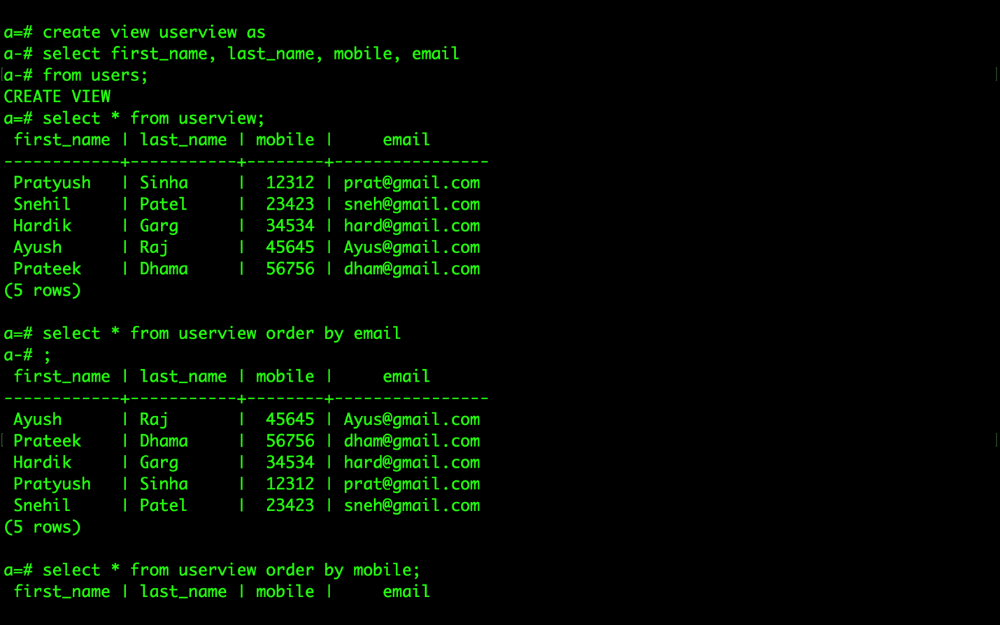 a=# create view userview as
a-# select first_name, last_name, mobile, email
a-# from users;
CREATE VIEW
a=# select * from userview;
 first_name | last_name | mobile |     email
------------+-----------+--------+----------------
 Pratyush   | Sinha     |  12312 | prat@gmail.com
 Snehil     | Patel     |  23423 | sneh@gmail.com
 Hardik     | Garg      |  34534 | hard@gmail.com
 Ayush      | Raj       |  45645 | Ayus@gmail.com
 Prateek    | Dhama     |  56756 | dham@gmail.com
(5 rows)

a=# select * from userview order by email
a-# ;
 first_name | last_name | mobile |     email
------------+-----------+--------+----------------
 Ayush      | Raj       |  45645 | Ayus@gmail.com
 Prateek    | Dhama     |  56756 | dham@gmail.com
 Hardik     | Garg      |  34534 | hard@gmail.com
 Pratyush   | Sinha     |  12312 | prat@gmail.com
 Snehil     | Patel     |  23423 | sneh@gmail.com
(5 rows)

a=# select * from userview order by mobile;
 first_name | last_name | mobile |     email